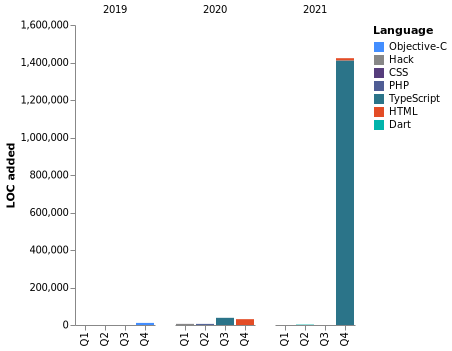 2019 2020 2021
1,600,000
1,400,000
1,200,000
1,000,000
800,000
600,000
400,000
200,000
0
LOC added
Q1 Q2 Q3 Q4 Q1 Q2 Q3 Q4 Q1 Q2 Q3 Q4
Language
Objective-C
Hack
CSS
PHP
TypeScript
HTML
Dart